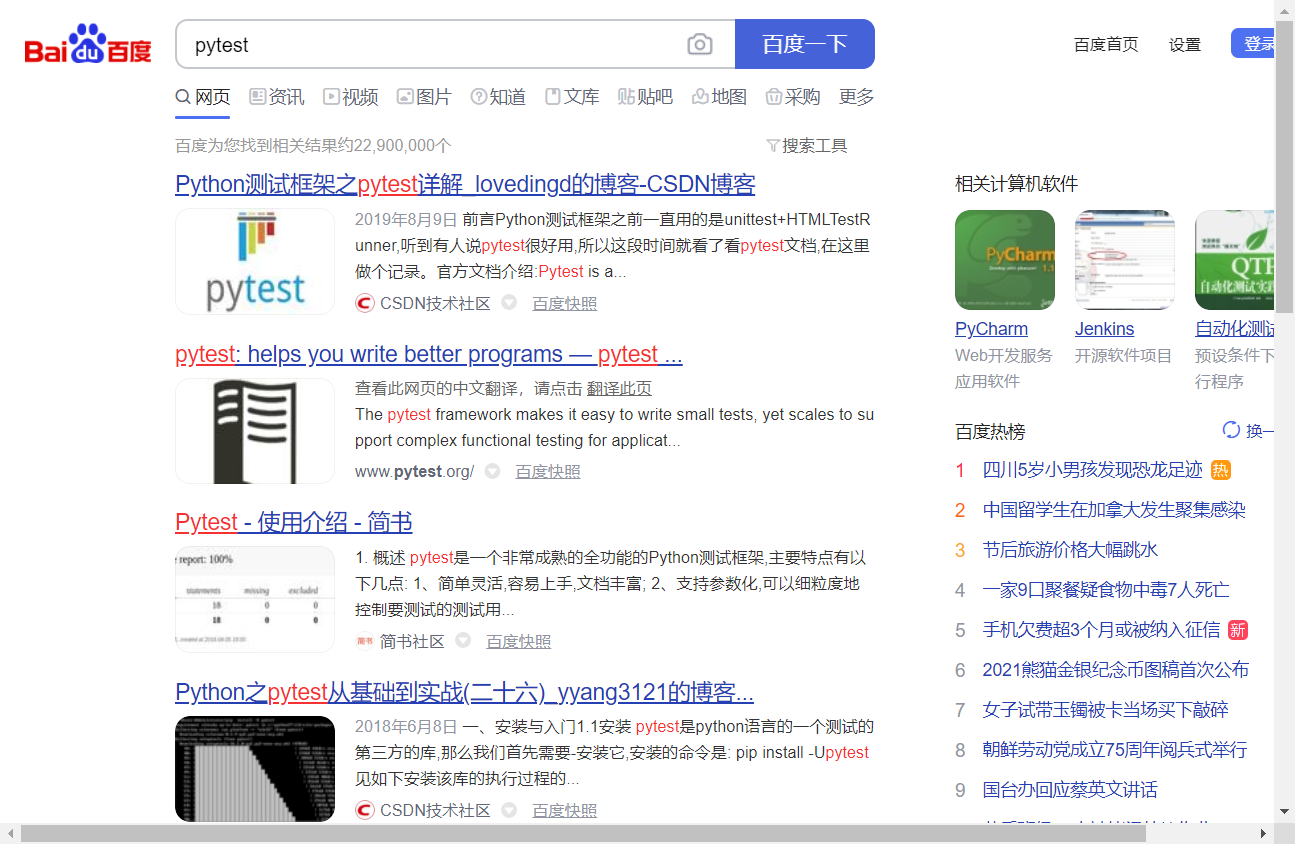 Bai du 百度
pytest
百度一下
百度首页
设置
登录
网页
资讯
视频
图片
知道
文库
贴吧
地图
采购
更多
百度为您找到相关结果约22,900,000个
搜索工具
Python测试框架之pytest详解_lovedingd的博客-CSDN博客
pytest
2019年8月9日 前言Python测试框架之前一直用的是unittest+HTMLTestR
unner,听到有人说pytest很好用,所以这段时间就看了看pytest文档,在这里
做个记录。官方文档介绍:Pytest is a...
CSDN技术社区 百度快照
pytest: helps you write better programs — pytest ...
查看此网页的中文翻译，请点击 翻译此页
The pytest framework makes it easy to write small tests, yet scales to su
pport complex functional testing for applicat...
www.pytest.org/ 百度快照
Pytest - 使用介绍 - 简书
report: 100%
statements missing excluded
18 0 0
18 0 0
1. 概述 pytest是一个非常成熟的全功能的Python测试框架,主要特点有以
下几点: 1、简单灵活,容易上手,文档丰富; 2、支持参数化,可以细粒度地
控制要测试的测试用...
简书 简书社区 百度快照
Python之pytest从基础到实战(二十六)_yyang3121的博客...
2018年6月8日 一、安装与入门1.1安装 pytest是python语言的一个测试的
第三方的库,那么我们首先需要-安装它,安装的命令是: pip install -Upytest
见如下安装该库的执行过程的...
CSDN技术社区 百度快照
相关计算机软件
PyCharm
QTP
自动化测试实践
PyCharm
Jenkins
自动化测试
Web开发服务
应用软件
开源软件项目
预设条件下
行程序
百度热榜
换一
1 四川5岁小男孩发现恐龙足迹 热
2 中国留学生在加拿大发生聚集感染
3 节后旅游价格大幅跳水
4 一家9口聚餐疑食物中毒7人死亡
5 手机欠费超3个月或被纳入征信 新
6 2021熊猫金银纪念币图稿首次公布
7 女子试带玉镯被卡当场买下敲碎
8 朝鲜劳动党成立75周年阅兵式举行
9 国台办回应蔡英文讲话